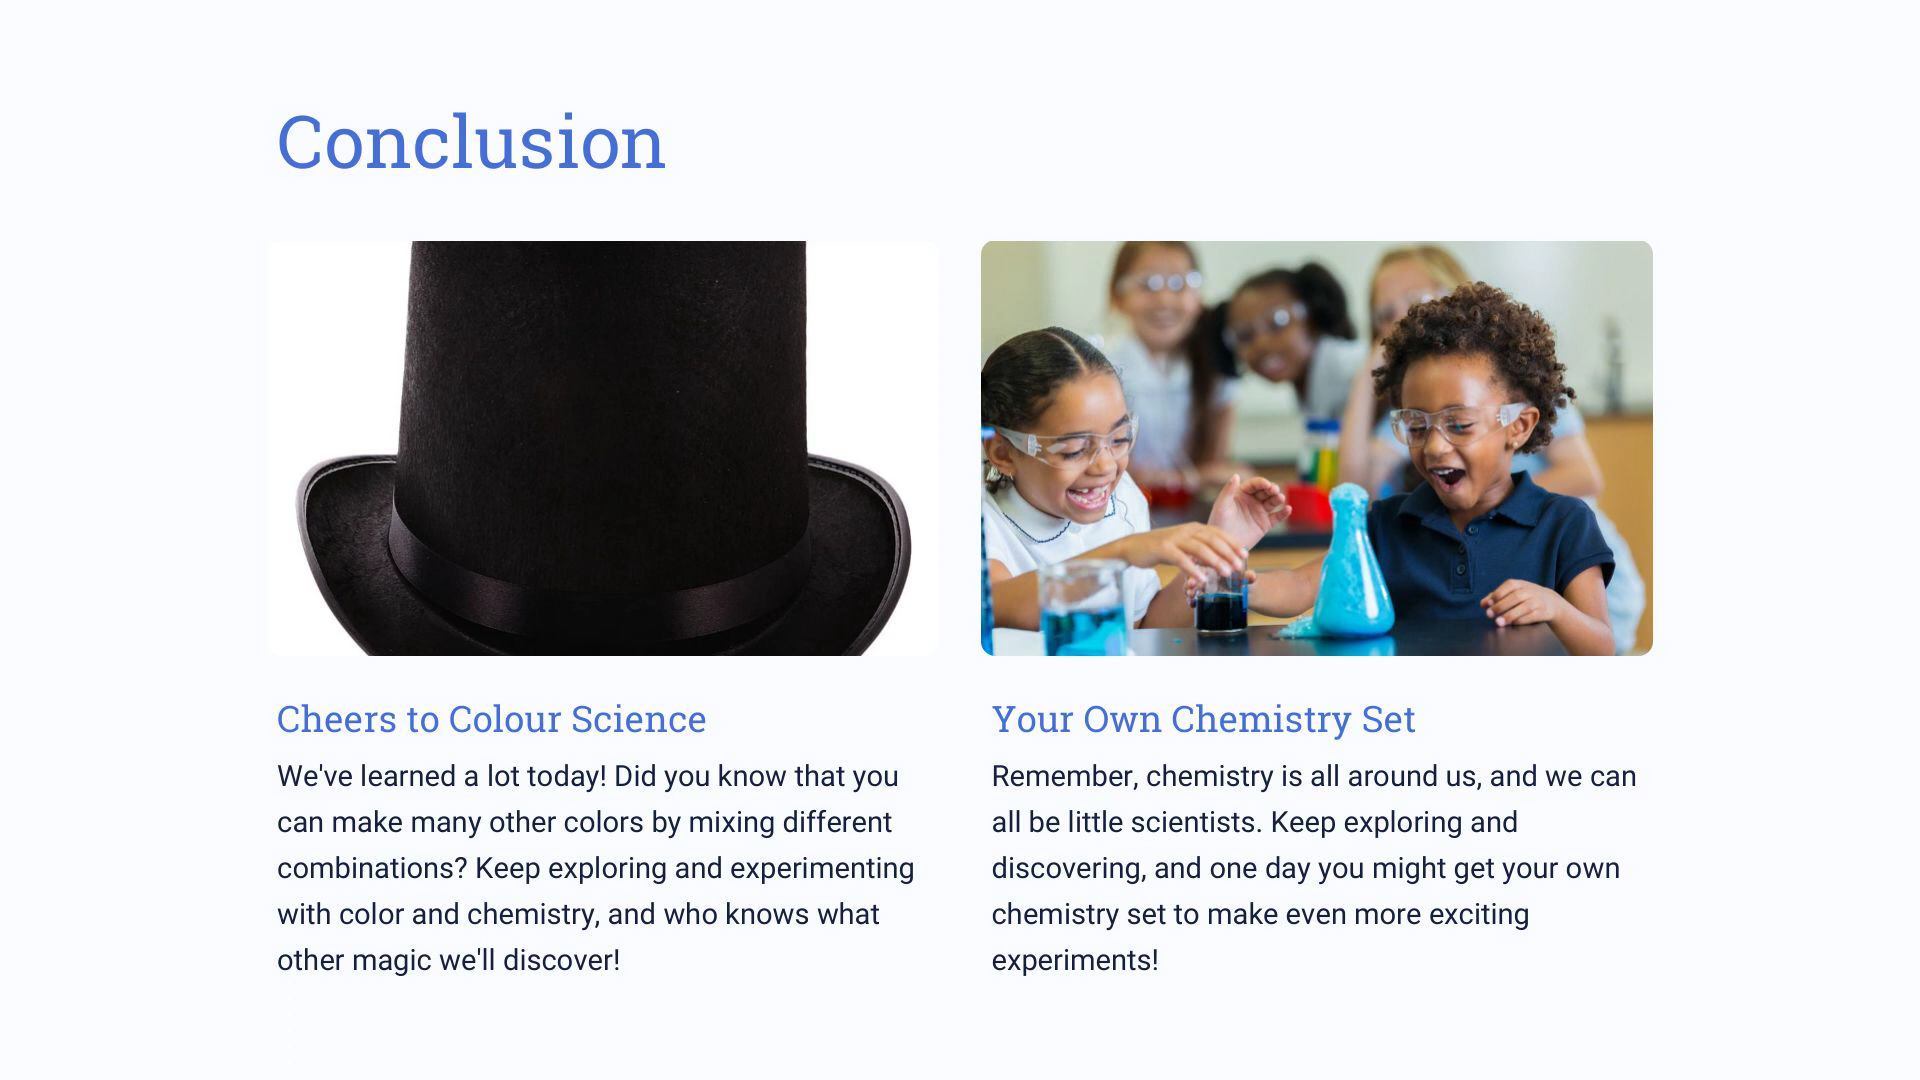 Conclusion
Cheers to Colour Science
We've learned a lot today! Did you know that you
can make many other colors by mixing different
combinations? Keep exploring and experimenting
with color and chemistry, and who knows what
other magic we'll discover!
Your Own Chemistry Set
Remember, chemistry is all around us, and we can
all be little scientists. Keep exploring and
discovering, and one day you might get your own
chemistry set to make even more exciting
experiments!